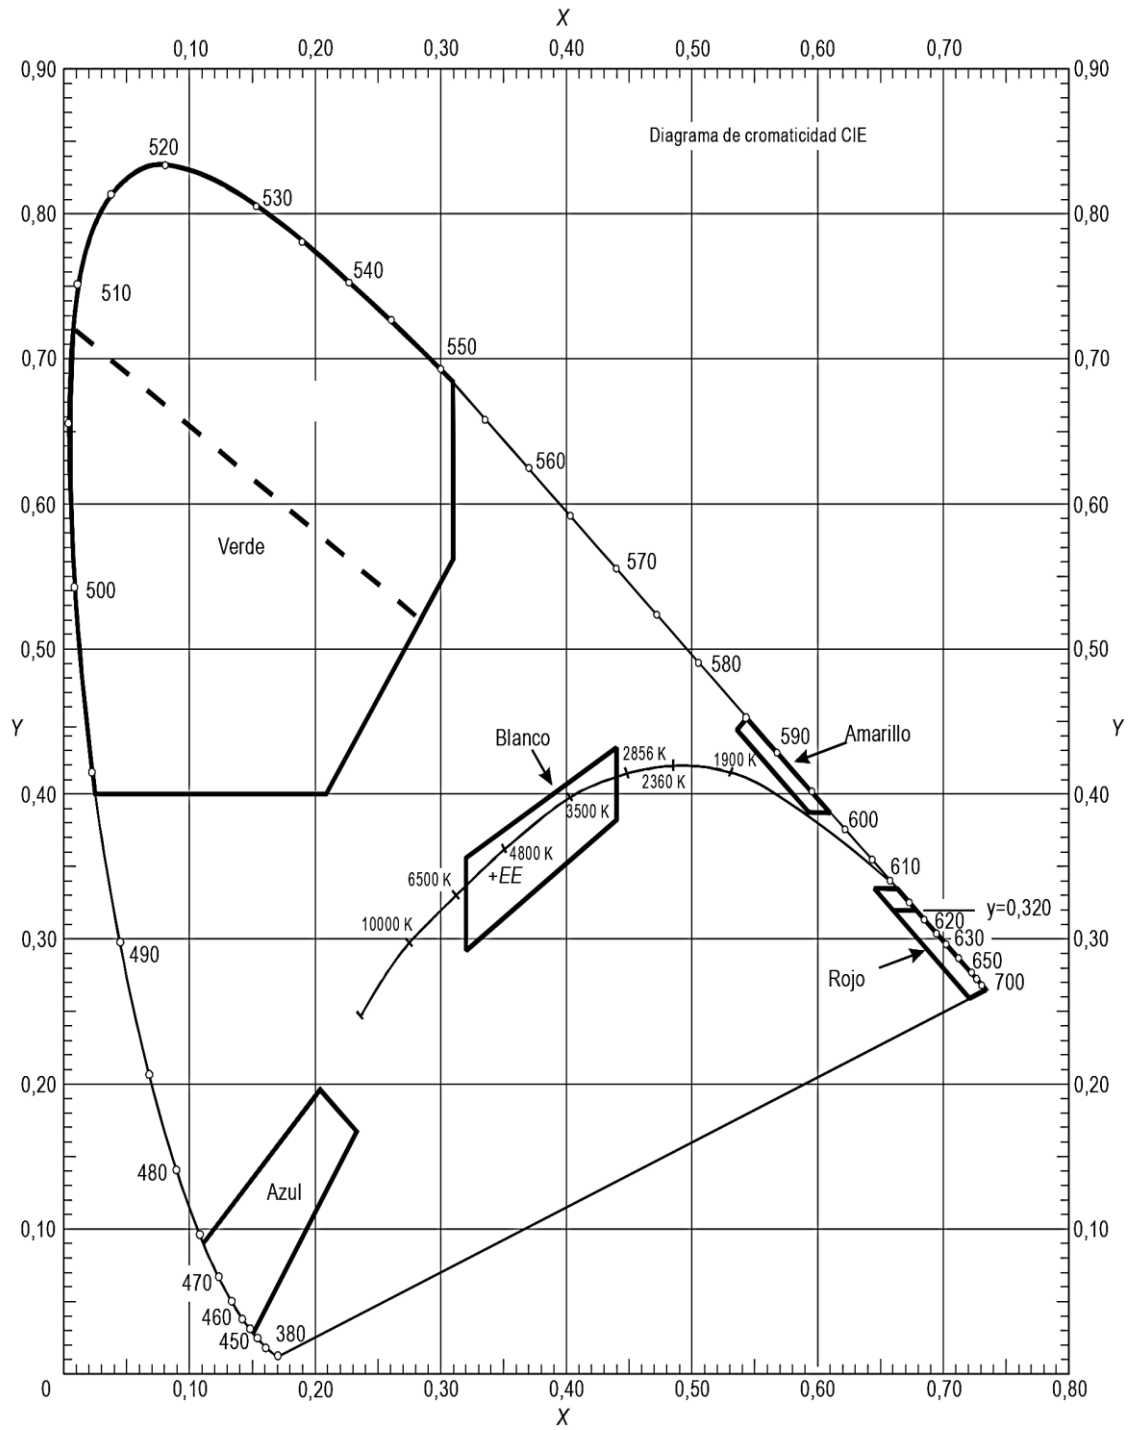 X
0,10 0,20 0,30 0,40 0,50 0,60 0,70
0,90 0,90
Diagrama de cromaticidad CIE
520
530
0,80 0,80
540
510
550
0,70 0,70
560
0,60 0,60
Verde
570
500
0,50 0,50
580
Y Blanco 590 Amarillo Y
2856 K 1900 K
2360 K
0,40 0,40
3500 K 600
4800 K
610
6500 K +EE
y=0,320
10000 K 620
0,30 630 0,30
490
650
Rojo 700
0,20 0,20
480
Azul
0,10 0,10
470
460
450 380
0 0,10 0,20 0,30 0,40 0,50 0,60 0,70 0,80
X